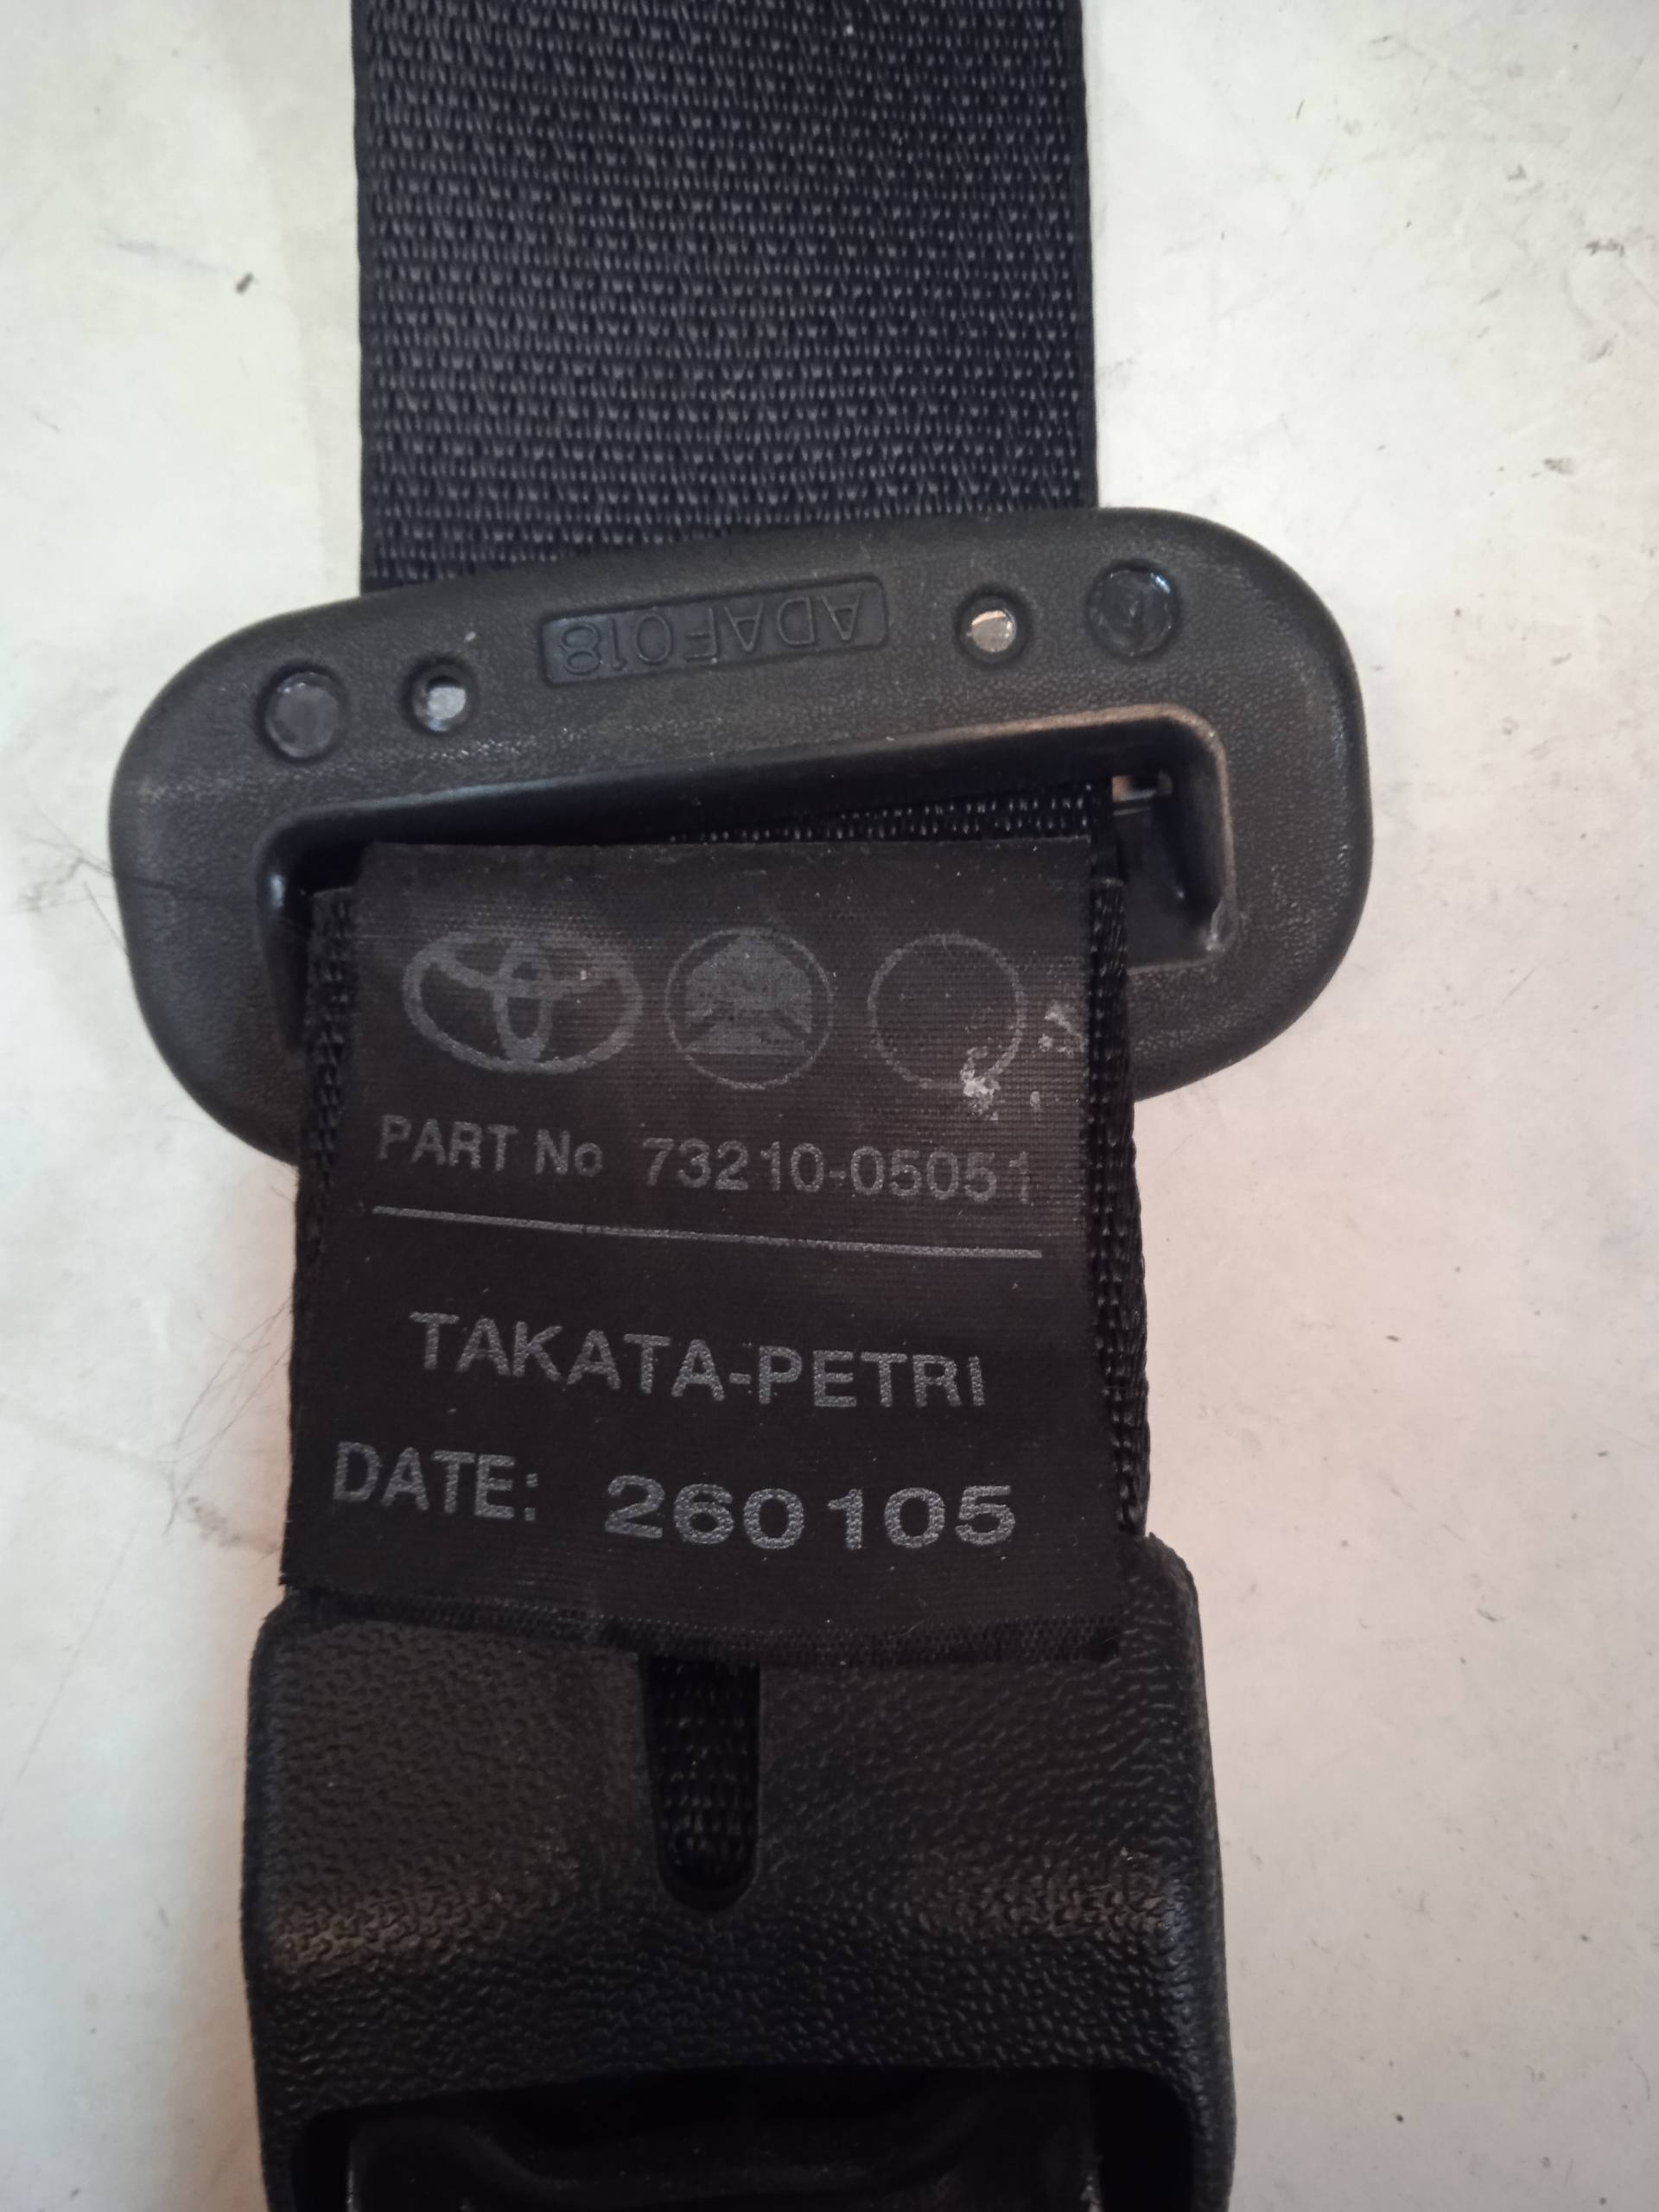 ADAF018
PART No 73210-05051
TAKATA-PETRI
DATE: 260105